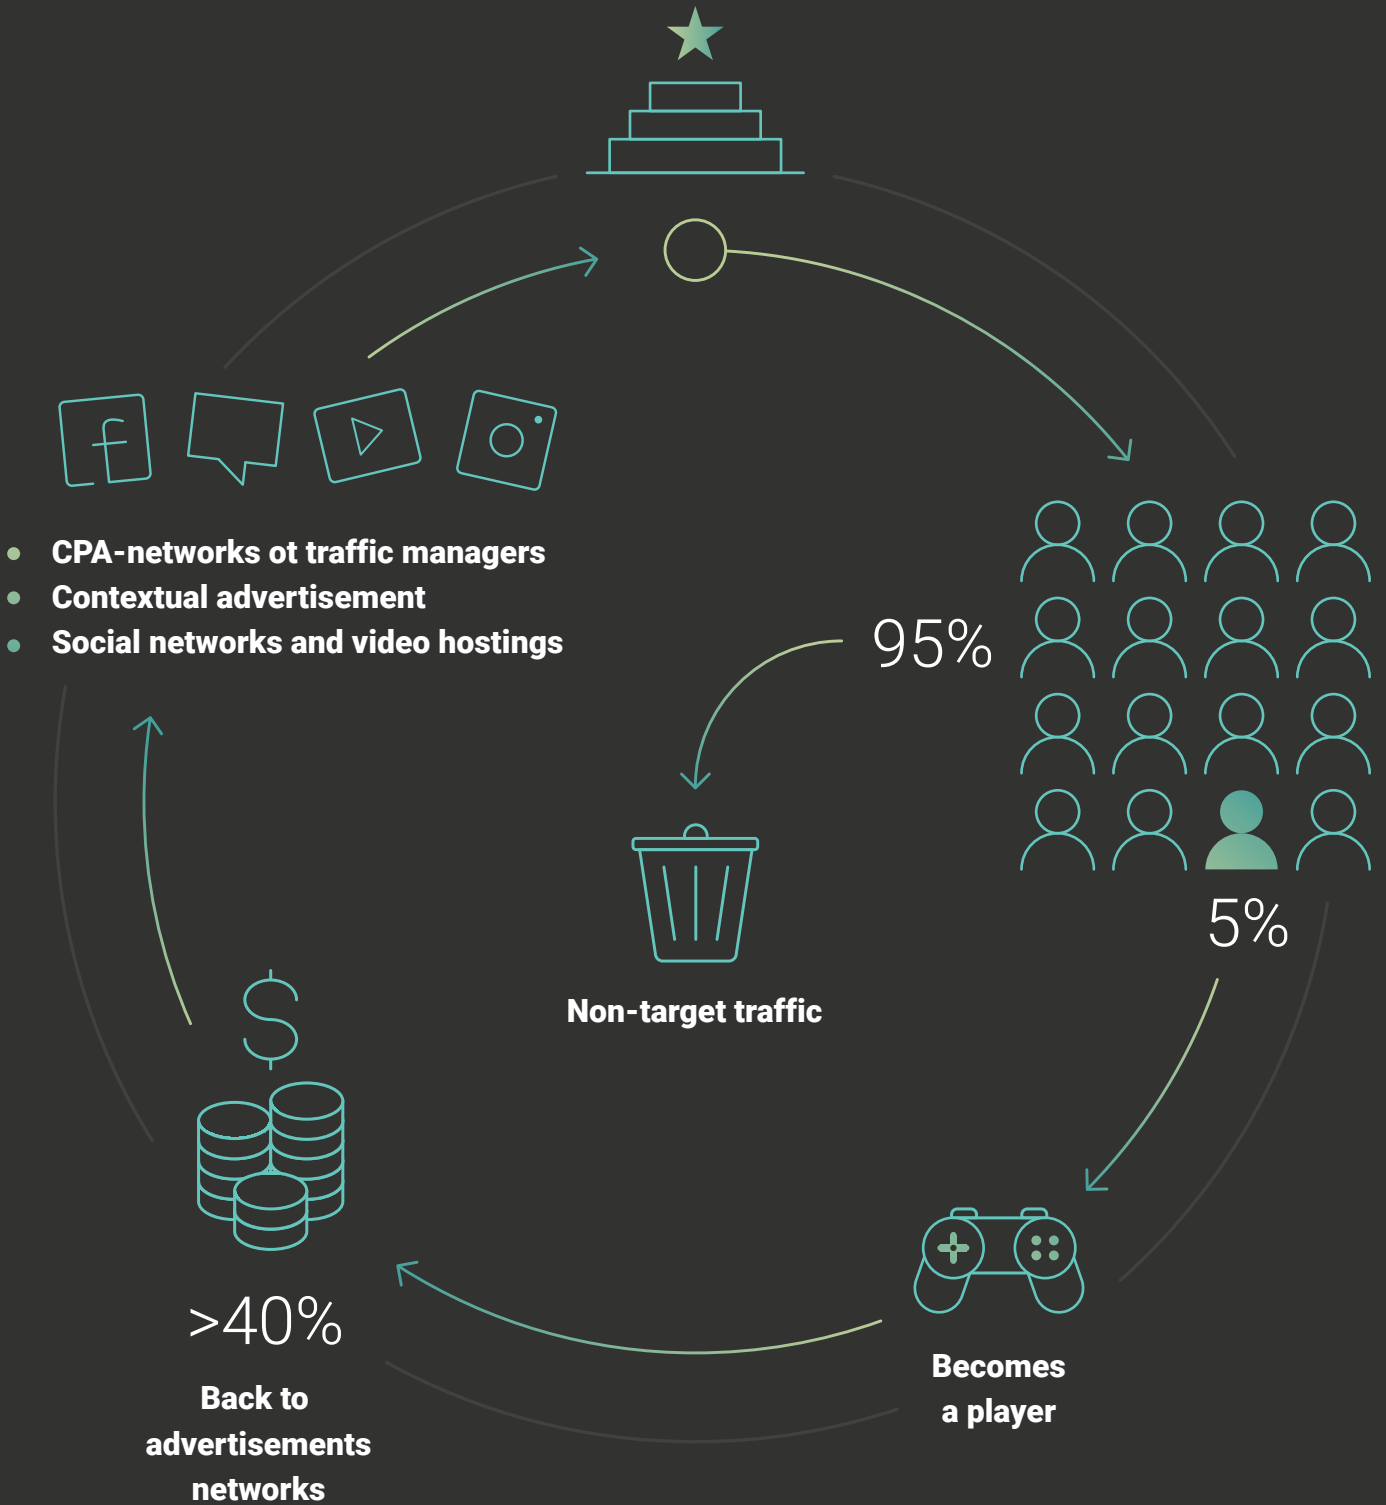 CPA-networks ot traffic managers
Contextual advertisement
Social networks and video hostings
95%
5%
Non-target traffic
$
>40%
Back to
advertisements
networks
Becomes
a player